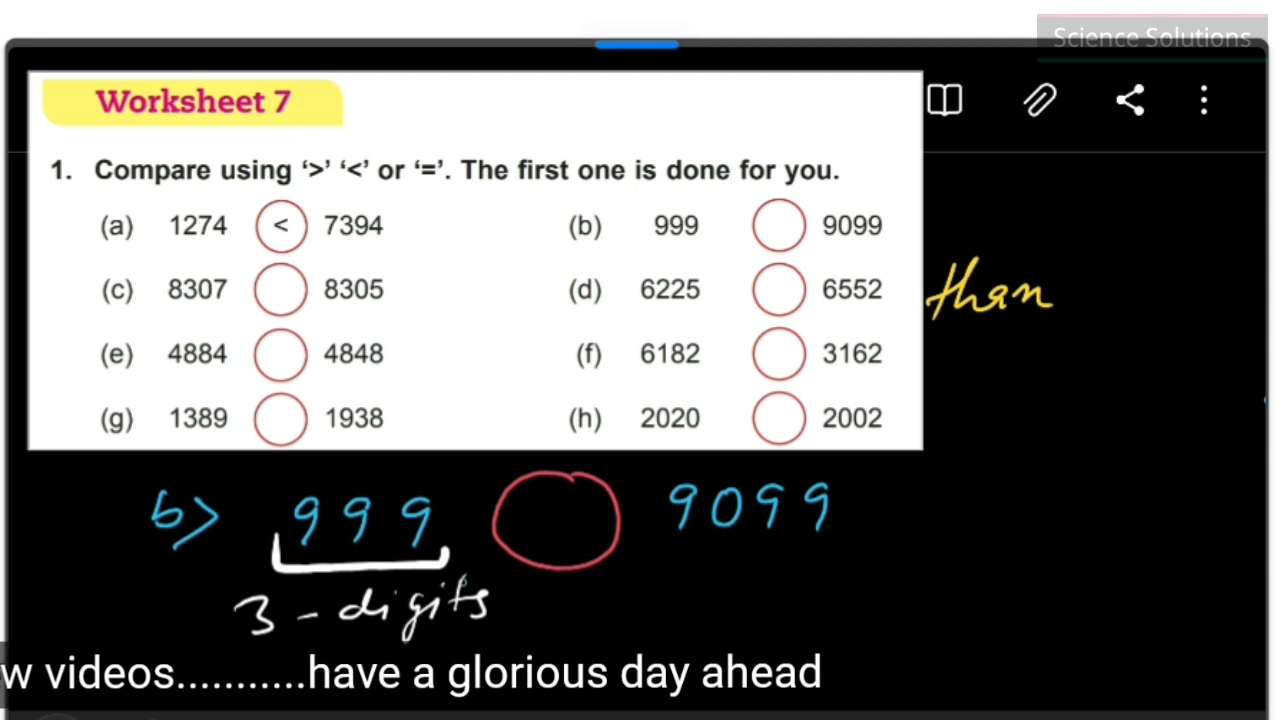 Science Solutions
Worksheet 7
1. Compare using ‘>’ ‘<’ or ‘=’. The first one is done for you.
(a) 1274 < 7394 (b) 999 9099
(c) 8307 8305 (d) 6225 6552
than
(e) 4884 4848 (f) 6182 3162
(g) 1389 1938 (h) 2020 2002
b> 999 9099
3 - digits
w videos...........have a glorious day ahead